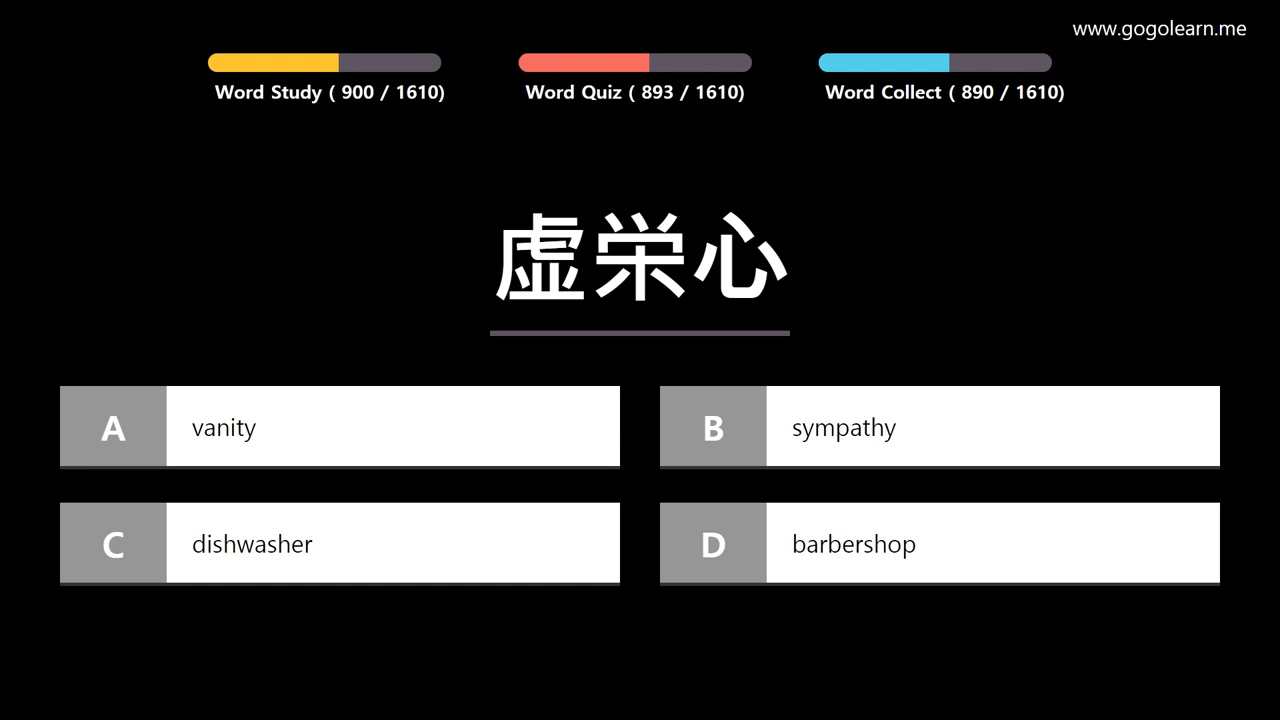 www.gogolearn.me
Word Study ( 900 / 1610)
Word Quiz ( 893 / 1610)
Word Collect ( 890 / 1610)
虚栄心
A vanity
B sympathy
C dishwasher
D barbershop